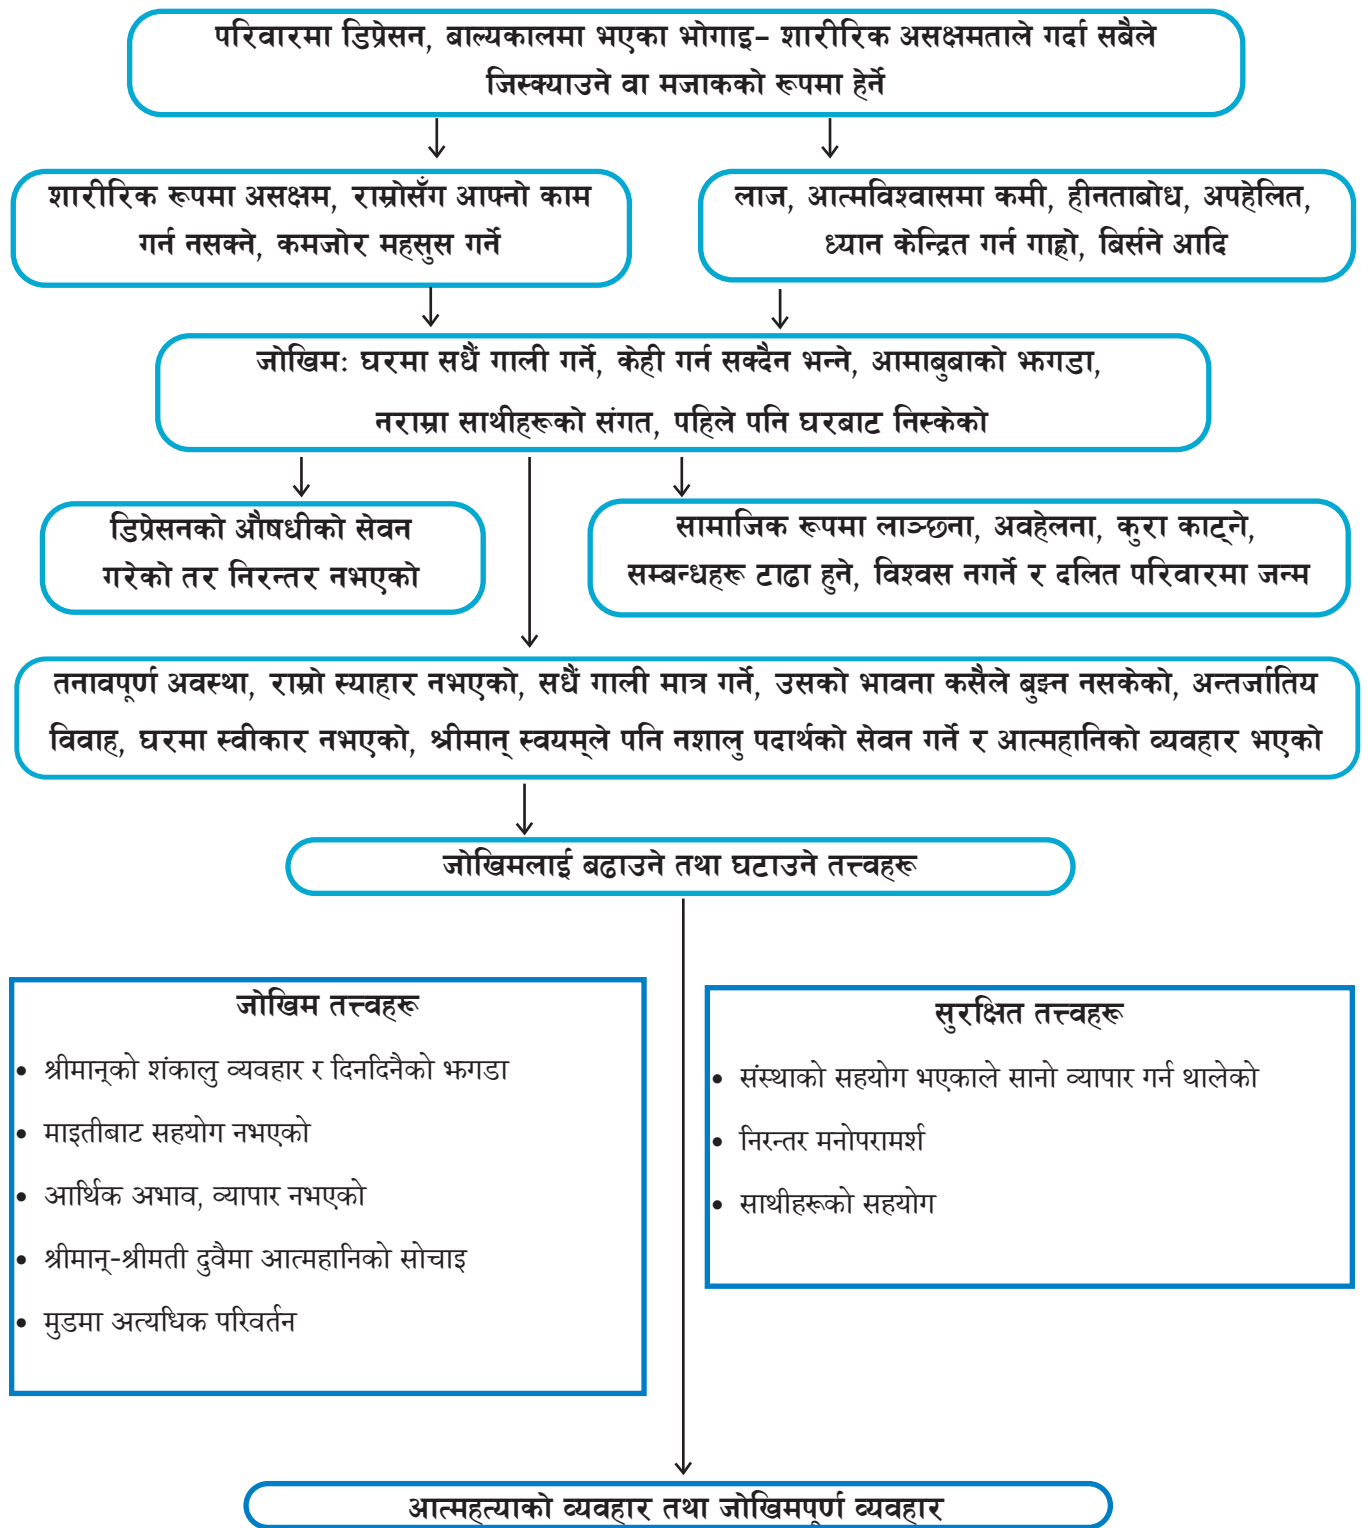 परिवारमा डिप्रेसन, बाल्यकालमा भएका भोगाइ– शारीरिक असक्षमताले गर्दा सबैले
जिस्क्याउने वा मजाकको रूपमा हेर्ने
शारीरिक रूपमा असक्षम, राम्रोसँग आफ्नो काम
गर्न नसक्ने, कमजोर महसुस गर्ने
लाज, आत्मविश्वासमा कमी, हीनताबोध, अपहेलित,
ध्यान केन्द्रित गर्न गाह्रो, बिर्सने आदि
जोखिमः घरमा सधैं गाली गर्ने, केही गर्न सक्दैन भन्ने, आमाबुबाको झगडा,
नराम्रा साथीहरूको संगत, पहिले पनि घरबाट निस्केको
डिप्रेसनको औषधीको सेवन
गरेको तर निरन्तर नभएको
सामाजिक रूपमा लाञ्छना, अवहेलना, कुरा काट्ने,
सम्बन्धहरू टाढा हुने, विश्वस नगर्ने र दलित परिवारमा जन्म
तनावपूर्ण अवस्था, राम्रो स्याहार नभएको, सधैं गाली मात्र गर्ने, उसको भावना कसैले बुझ्न नसकेको, अन्तर्जातिय
विवाह, घरमा स्वीकार नभएको, श्रीमान् स्वयम्ले पनि नशालु पदार्थको सेवन गर्ने र आत्महानिको व्यवहार भएको
जोखिमलाई बढाउने तथा घटाउने तत्त्वहरू
जोखिम तत्त्वहरू
• श्रीमान्को शंकालु व्यवहार र दिनदिनैको झगडा
• माइतीबाट सहयोग नभएको
• आर्थिक अभाव, व्यापार नभएको
• श्रीमान्-श्रीमती दुवैमा आत्महानिको सोचाइ
• मुडमा अत्यधिक परिवर्तन
सुरक्षित तत्त्वहरू
• संस्थाको सहयोग भएकाले सानो व्यापार गर्न थालेको
• निरन्तर मनोपरामर्श
• साथीहरूको सहयोग
आत्महत्याको व्यवहार तथा जोखिमपूर्ण व्यवहार